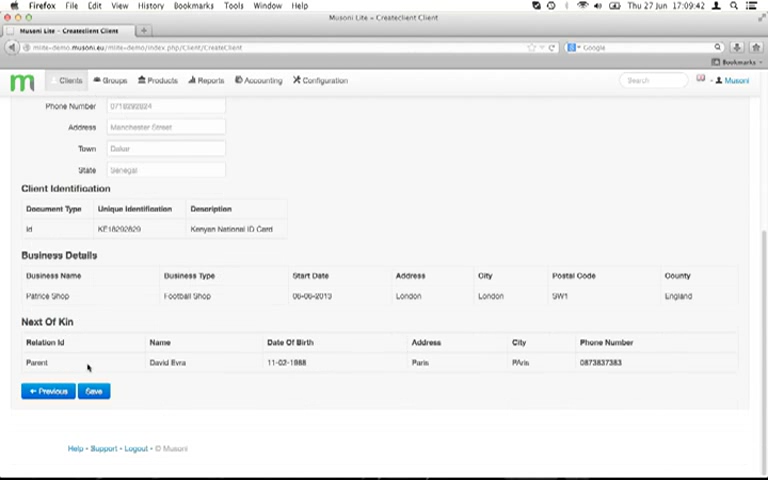 Firefox File Edit View History Bookmarks Tools Window Help Thu 27 Jun 17:09:42
Musoni Lite - Createclient Client
Musoni Lite - Createclient Client
mlite-demo.musoni.eu/mlite-demo/index.php/Client/CreateClient Google
Bookmarks
m Clients Groups Products Reports Accounting Configuration Search Musoni
Phone Number
Address Manchester Street
Town Dakar
State Senegal
Client Identification
Document Type Unique Identification Description
Id KE18292829 Kenyan National ID Card
Business Details
Business Name Business Type Start Date Address City Postal Code County
Patrice Shop Football Shop 06-06-2013 London London SW1 England
Next Of Kin
Relation Id Name Date Of Birth Address City Phone Number
Parent David Evra 11-02-1988 Paris PAris 0873837383
← Previous Save
Help • Support • Logout • © Musoni